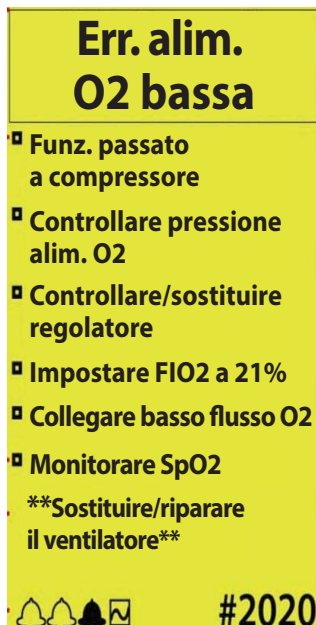 Err. alim.
O2 bassa
Funz. passato
a compressore
Controllare pressione
alim. O2
Controllare/sostituire
regolatore
Impostare FIO2 a 21%
Collegare basso flusso O2
Monitorare SpO2
**Sostituire/riparare
il ventilatore**
#2020